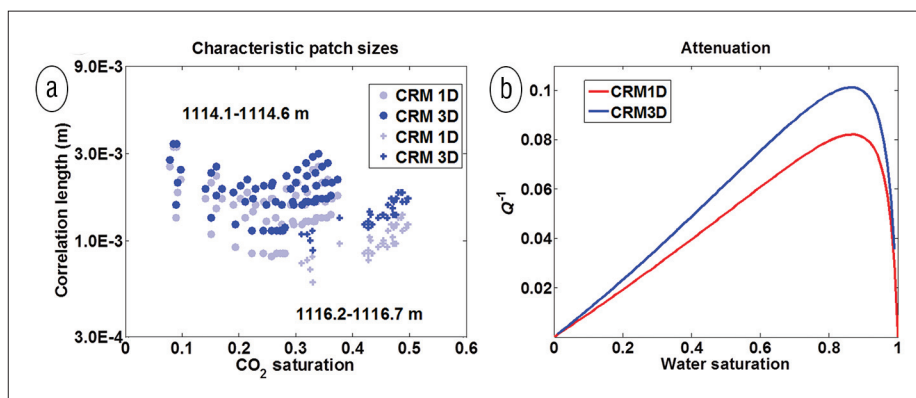 Characteristic patch sizes
a
9.0E-3
3.0E-3
1.0E-3
3.0E-4
Correlation length (m)
1114.1-1114.6 m
CRM 1D
CRM 3D
CRM 1D
CRM 3D
1116.2-1116.7 m
0 0.1 0.2 0.3 0.4 0.5 0.6
CO2 saturation
Attenuation
b
0.1
0.08
0.06
0.04
0.02
Q-1
CRM1D
CRM3D
0 0.2 0.4 0.6 0.8 1
Water saturation